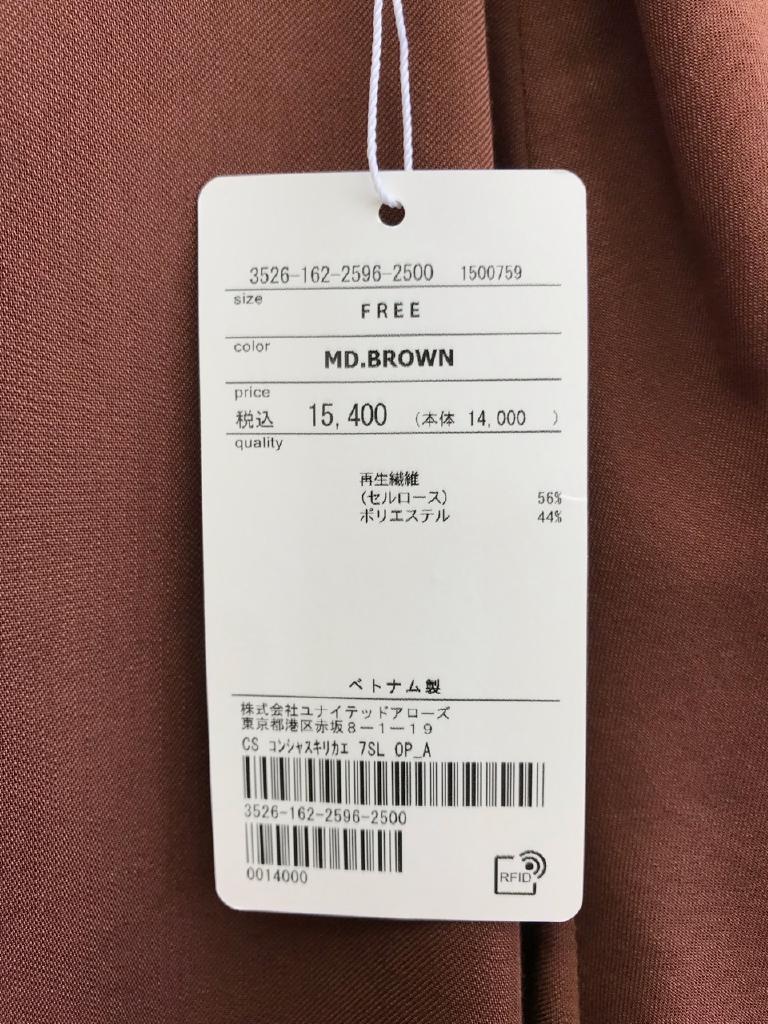 3526-162-2596-2500 1500759
size
FREE
color
MD.BROWN
price
税込 15,400 (本体 14,000 )
quality
再生繊維
(セルロース) 56%
ポリエステル 44%
ベトナム製
株式会社ユナイテッドアローズ
東京都港区赤坂8-1-19
CS コンシャスキリカエ 7SL OP_A
3526-162-2596-2500
0014000
RFID